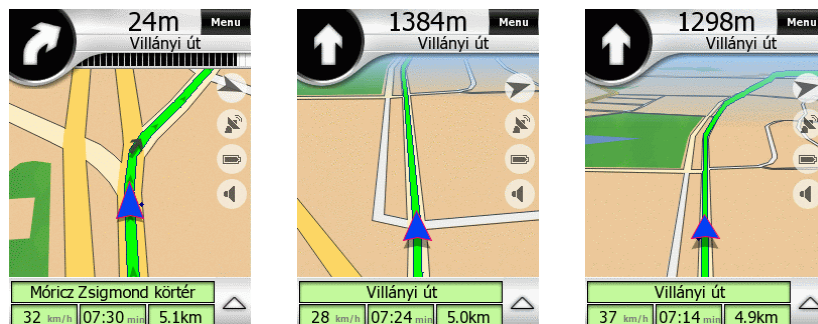 24m Menu
Villányi út
Móricz Zsigmond körtér
32 km/h 07:30 min 5.1km
1384m Menu
Villányi út
Villányi út
28 km/h 07:24 min 5.0km
1298m Menu
Villányi út
Villányi út
37 km/h 07:14 min 4.9km